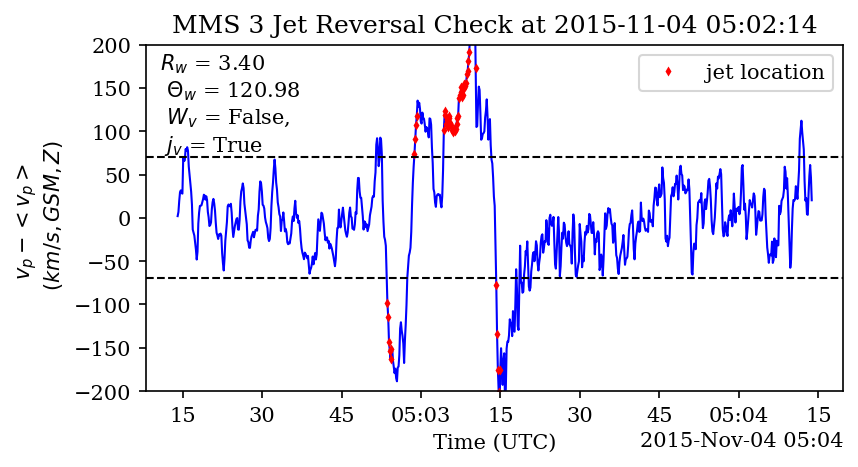 MMS 3 Jet Reversal Check at 2015-11-04 05:02:14
R_w = 3.40
Θ_w = 120.98
W_v = False,
j_v = True
jet location
v_p − <v_p>
(km/s, GSM, Z)
200
150
100
50
0
−50
−100
−150
−200
15 30 45 05:03 15 30 45 05:04 15
Time (UTC)
2015-Nov-04 05:04